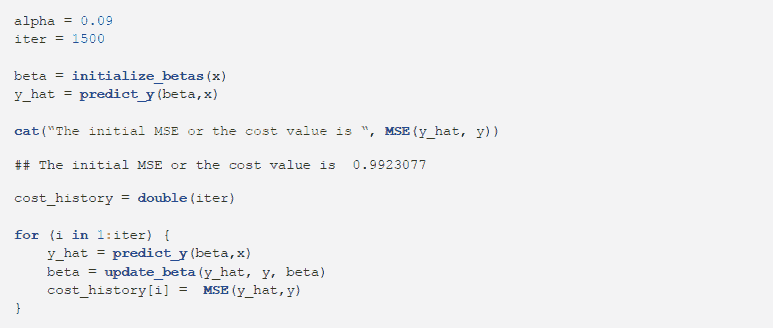 alpha = 0.09
iter = 1500
beta = initialize_betas(x)
y_hat = predict_y(beta,x)
cat(“The initial MSE or the cost value is “, MSE(y_hat, y))
## The initial MSE or the cost value is  0.9923077
cost_history = double(iter)
for (i in 1:iter) {
    y_hat = predict_y(beta,x)
    beta = update_beta(y_hat, y, beta)
    cost_history[i] =  MSE(y_hat,y)
}